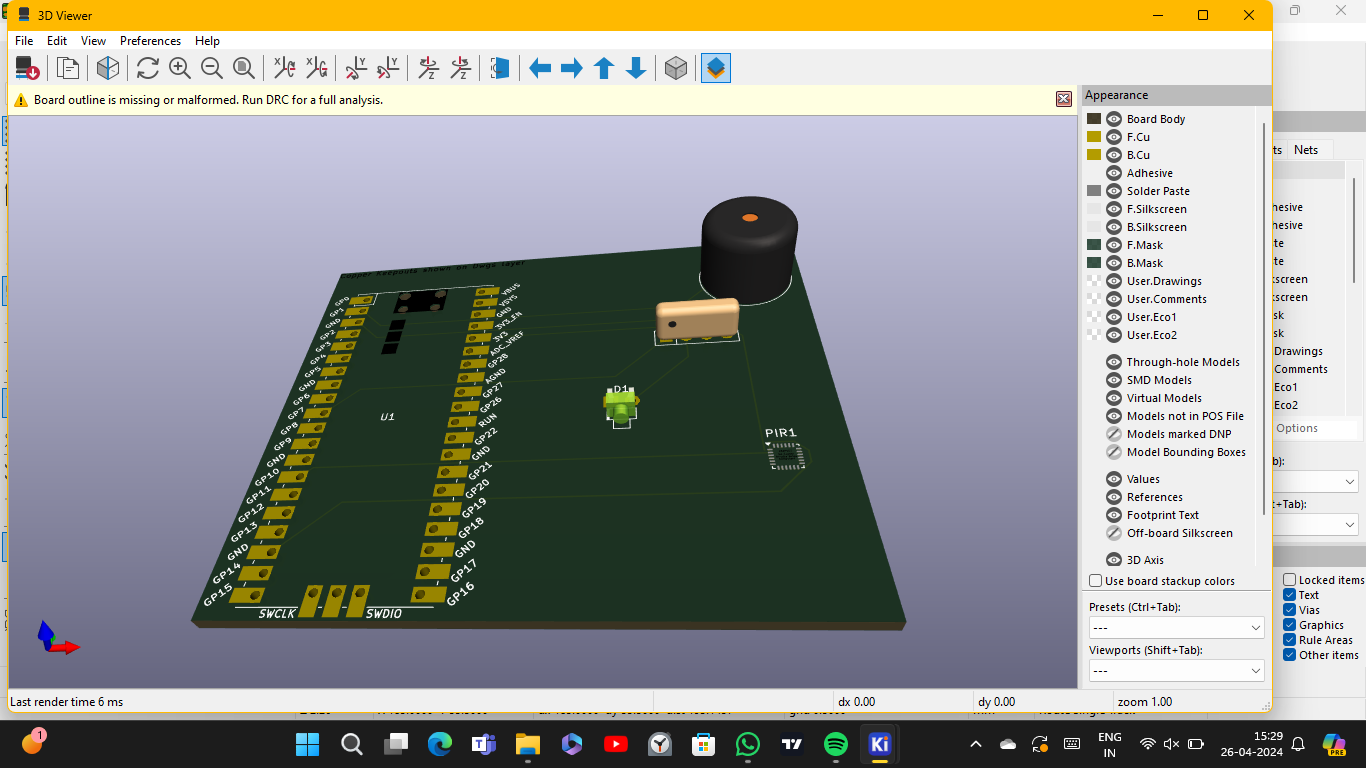 3D Viewer
File Edit View Preferences Help
Board outline is missing or malformed. Run DRC for a full analysis.
Copper Keepouts shown on Dwgs layer
GP0
GP1
GND
GP2
GP3
GP4
GP5
GND
GP6
GP7
GP8
GP9
GND
GP10
GP11
GP12
GP13
GND
GP14
GP15
VBUS
VSYS
GND
3V3_EN
3V3
ADC_VREF
GP28
AGND
GP27
GP26
RUN
GP22
GND
GP21
GP20
GP19
GP18
GND
GP17
GP16
U1
D1
PIR1
SWCLK SWDIO
Appearance
Board Body
F.Cu
B.Cu
Adhesive
Solder Paste
F.Silkscreen
B.Silkscreen
F.Mask
B.Mask
User.Drawings
User.Comments
User.Eco1
User.Eco2
Through-hole Models
SMD Models
Virtual Models
Models not in POS File
Models marked DNP
Model Bounding Boxes
Values
References
Footprint Text
Off-board Silkscreen
3D Axis
Use board stackup colors
Presets (Ctrl+Tab):
---
Viewports (Shift+Tab):
---
Last render time 6 ms
dx 0.00
dy 0.00
zoom 1.00
ts Nets
hesive
hesive
te
te
kscreen
kscreen
sk
sk
Drawings
Comments
Eco1
Eco2
Options
b):
t+Tab):
Locked items
Text
Vias
Graphics
Rule Areas
Other items
1
ENG
IN
15:29
26-04-2024
PRE